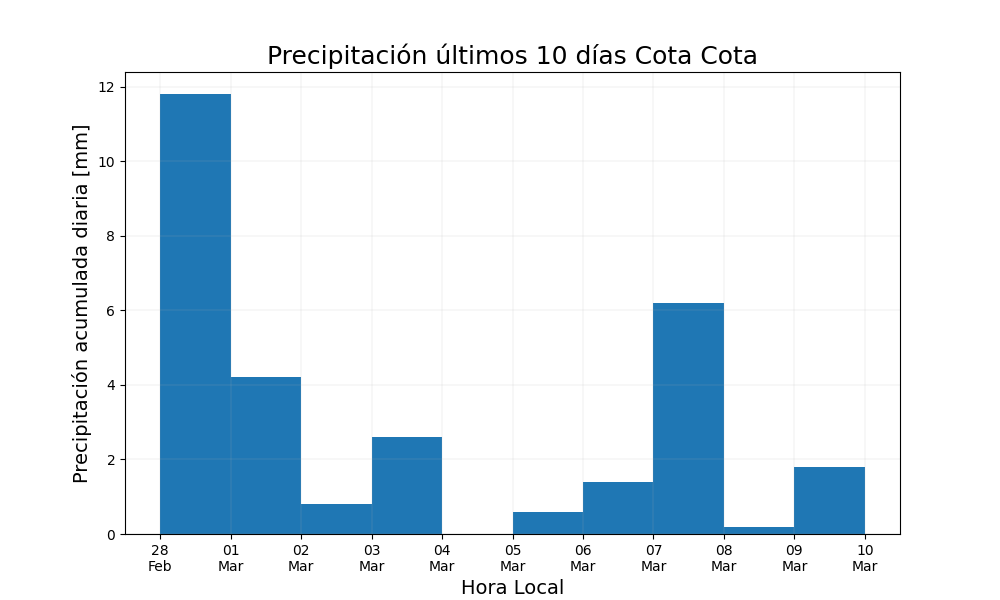 Precipitación últimos 10 días Cota Cota
Precipitación acumulada diaria [mm]
12
10
8
6
4
2
0
28 01 02 03 04 05 06 07 08 09 10
Feb Mar Mar Mar Mar Mar Mar Mar Mar Mar Mar
Hora Local